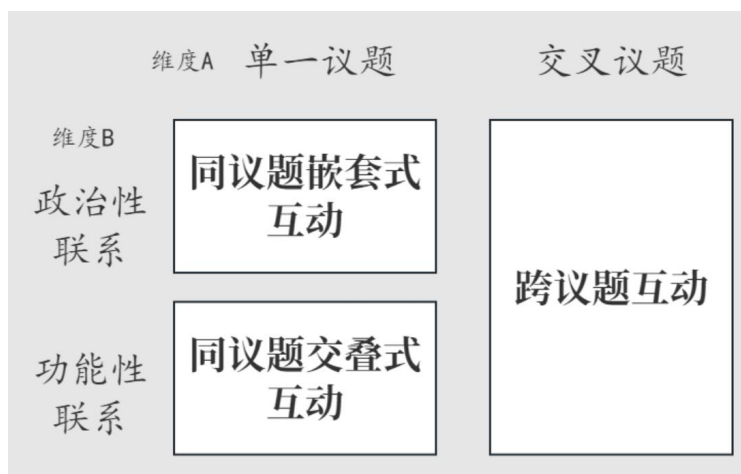 维度A 单一议题 交叉议题
维度B
政治性
联系
同议题嵌套式
互动
跨议题互动
功能性
联系
同议题交叠式
互动